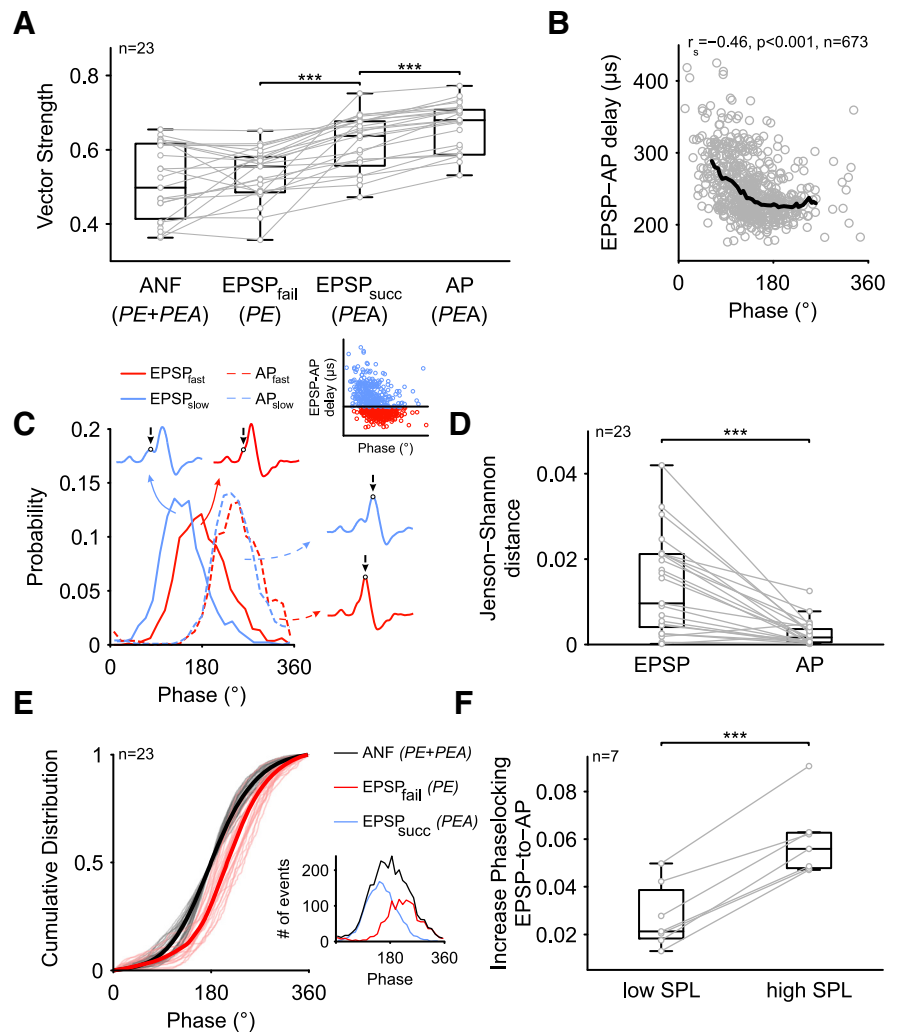 A
n=23
Vector Strength
0.8
0.6
0.4
***
***
ANF
EPSPfail
EPSPsucc
AP
(PE+PEA)
(PE)
(PEA)
(PEA)
B
rs=−0.46, p<0.001, n=673
EPSP−AP delay (µs)
400
300
200
0
180
360
Phase (°)
EPSPfast
APfast
EPSPslow
APslow
EPSP-AP
delay (µs)
Phase (°)
C
Probability
0.2
0.15
0.1
0.05
0
0
180
360
Phase (°)
D
n=23
***
Jenson−Shannon
distance
0.04
0.02
0
EPSP
AP
E
n=23
Cumulative Distribution
1
0.5
0
0
180
360
Phase (°)
ANF (PE+PEA)
EPSPfail (PE)
EPSPsucc (PEA)
# of events
200
100
0
0
180
360
Phase
F
n=7
***
Increase Phaselocking
EPSP−to−AP
0.08
0.06
0.04
0.02
low SPL
high SPL